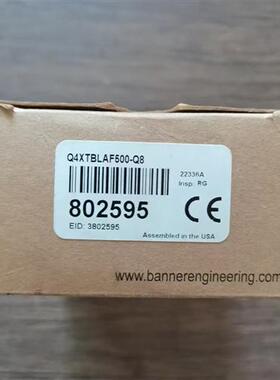 Q4XTBLAF500-Q8
22336A
Insp. RG
802595
CE
EID: 3802595
Assembled in the USA
www.bannerengineering.com